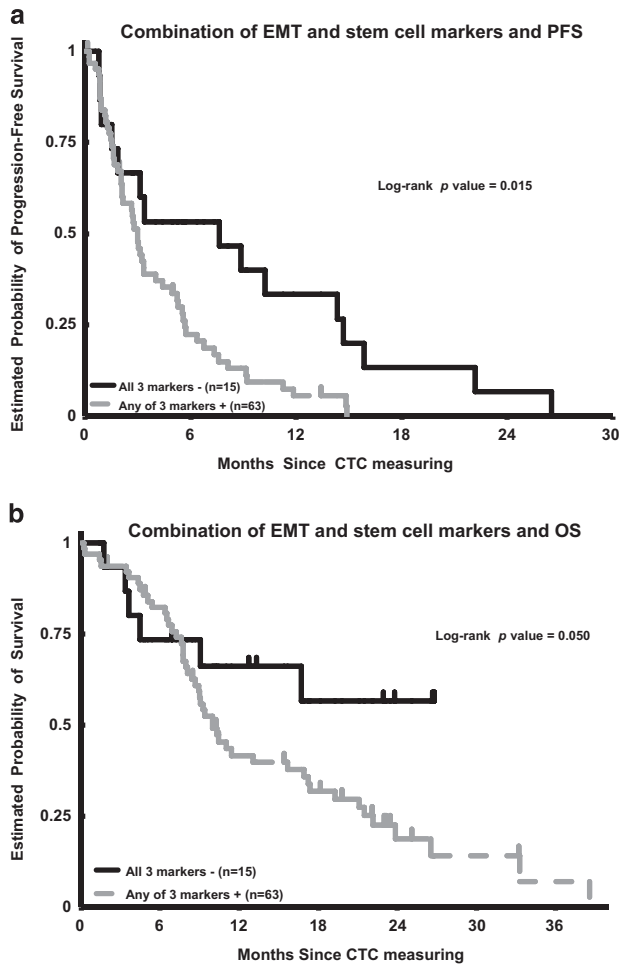 a
Combination of EMT and stem cell markers and PFS
Estimated Probability of Progression-Free Survival
1
0.75
0.5
0.25
0
Log-rank p value = 0.015
All 3 markers - (n=15)
Any of 3 markers + (n=63)
0 6 12 18 24 30
Months Since CTC measuring
b
Combination of EMT and stem cell markers and OS
Estimated Probability of Survival
1
0.75
0.5
0.25
0
Log-rank p value = 0.050
All 3 markers - (n=15)
Any of 3 markers + (n=63)
0 6 12 18 24 30 36
Months Since CTC measuring